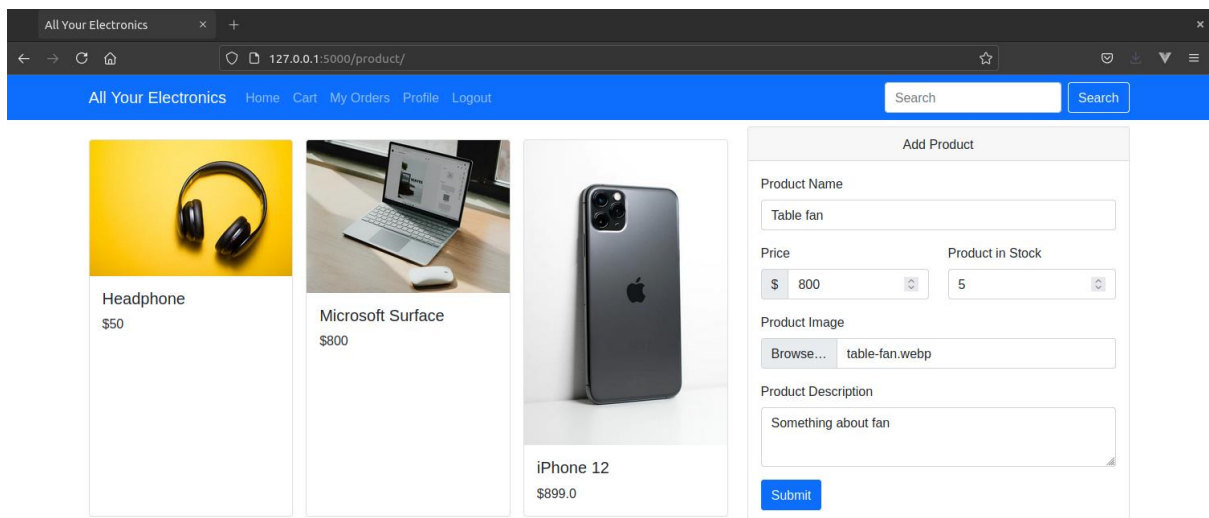 All Your Electronics × +
×
127.0.0.1:5000/product/
All Your Electronics Home Cart My Orders Profile Logout Search Search
Headphone
$50
Microsoft Surface
$800
iPhone 12
$899.0
Add Product
Product Name
Table fan
Price Product in Stock
$ 800 5
Product Image
Browse... table-fan.webp
Product Description
Something about fan
Submit